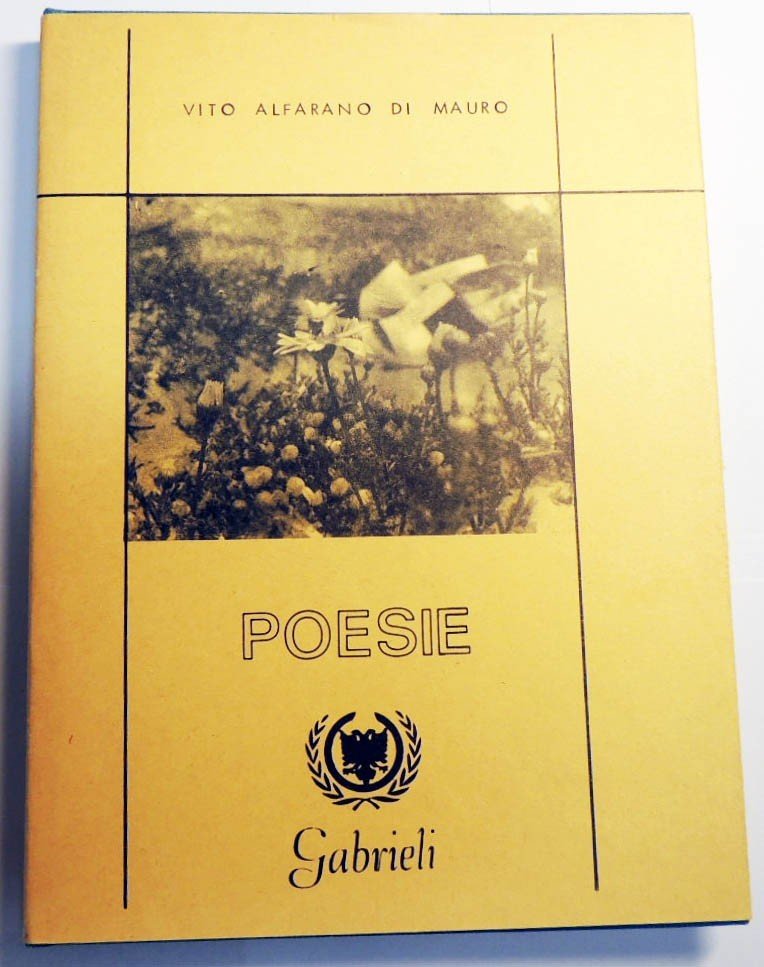 VITO ALFARANO DI MAURO
POESIE
Gabrieli